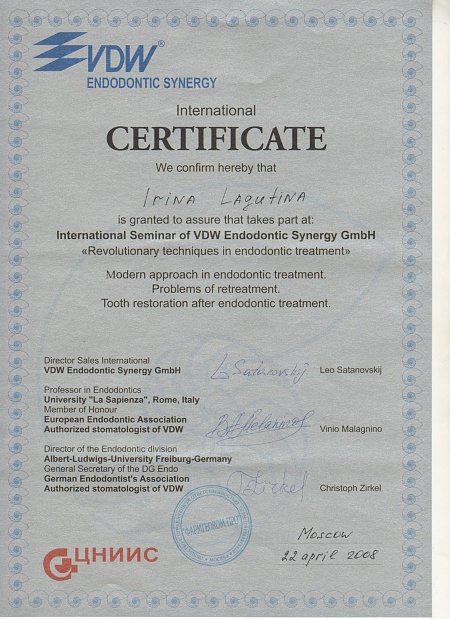 VDW®
ENDODONTIC SYNERGY
International
CERTIFICATE
We confirm hereby that
Irina Lagutina
is granted to assure that takes part at:
International Seminar of VDW Endodontic Synergy GmbH
«Revolutionary techniques in endodontic treatment»
Modern approach in endodontic treatment.
Problems of retreatment.
Tooth restoration after endodontic treatment.
Director Sales International
VDW Endodontic Synergy GmbH
Leo Satanovskij
Professor in Endodontics
University "La Sapienza", Rome, Italy
Member of Honour
European Endodontic Association
Authorized stomatologist of VDW
Vinio Malagnino
Director of the Endodontic division
Albert-Ludwigs-University Freiburg-Germany
General Secretary of the DG Endo
German Endodontist's Association
Authorized stomatologist of VDW
Christoph Zirkel
ЦНИИС
Moscow
22 april 2008